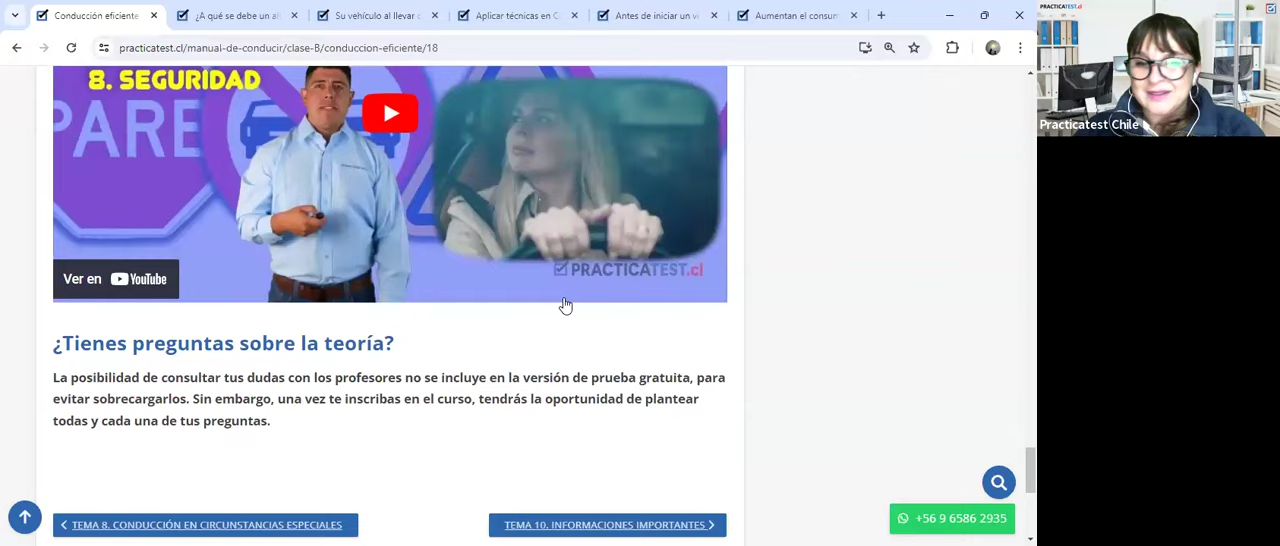 Conducción eficiente
¿A qué se debe un al
Su vehículo al llevar c
Aplicar técnicas en C
Antes de iniciar un v
Aumentan el consum
practicatest.cl/manual-de-conducir/clase-B/conduccion-eficiente/18
PRACTICATEST.cl
Practicatest Chile
8. SEGURIDAD
PARE
PRACTICATEST.cl
Ver en YouTube
¿Tienes preguntas sobre la teoría?
La posibilidad de consultar tus dudas con los profesores no se incluye en la versión de prueba gratuita, para
evitar sobrecargarlos. Sin embargo, una vez te inscribas en el curso, tendrás la oportunidad de plantear
todas y cada una de tus preguntas.
TEMA 8. CONDUCCIÓN EN CIRCUNSTANCIAS ESPECIALES
TEMA 10. INFORMACIONES IMPORTANTES
+56 9 6586 2935